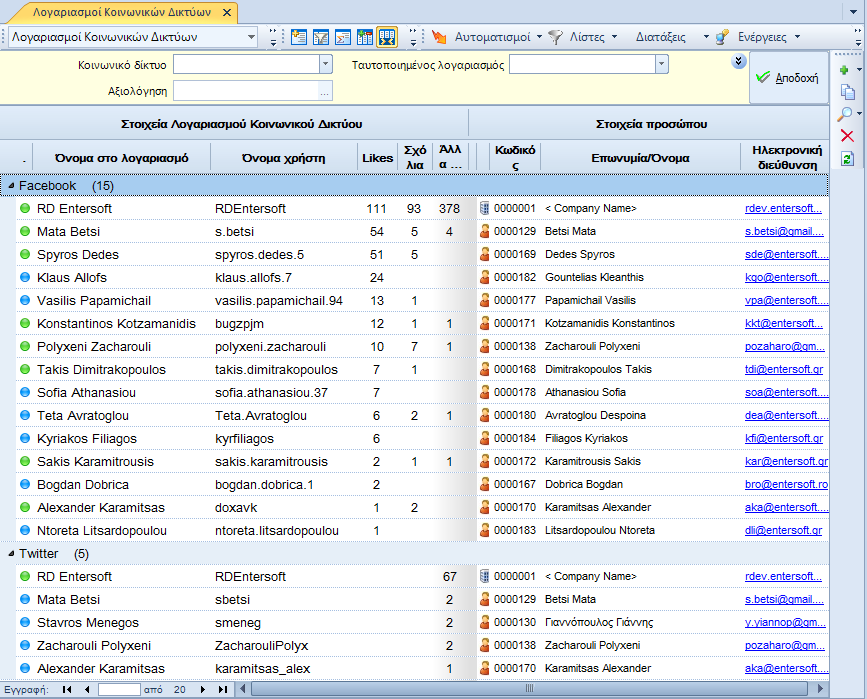 Λογαριασμοί Κοινωνικών Δικτύων
Λογαριασμοί Κοινωνικών Δικτύων Αυτοματισμοί Λίστες Διατάξεις Ενέργειες
Κοινωνικό δίκτυο Ταυτοποιημένος λογαριασμός
Αξιολόγηση ... Αποδοχή
Στοιχεία Λογαριασμού Κοινωνικού Δικτύου Στοιχεία προσώπου
. Όνομα στο λογαριασμό Όνομα χρήστη Likes Σχόλια Άλλα ... Κωδικός Επωνυμία/Όνομα Ηλεκτρονική διεύθυνση
Facebook (15)
RD Entersoft RDEntersoft 111 93 378 0000001 < Company Name> rdev.entersoft...
Mata Betsi s.betsi 54 5 4 0000129 Betsi Mata s.betsi@gmail....
Spyros Dedes spyros.dedes.5 51 5 0000169 Dedes Spyros sde@entersoft....
Klaus Allofs klaus.allofs.7 24 0000182 Gountelias Kleanthis kgo@entersoft....
Vasilis Papamichail vasilis.papamichail.94 13 1 0000177 Papamichail Vasilis vpa@entersoft....
Konstantinos Kotzamanidis bugzpjm 12 1 1 0000171 Kotzamanidis Konstantinos kkt@entersoft...
Polyxeni Zacharouli polyxeni.zacharouli 10 7 1 0000138 Zacharouli Polyxeni pozaharo@gm...
Takis Dimitrakopoulos takis.dimitrakopoulos 7 1 0000168 Dimitrakopoulos Takis tdi@entersoft.gr
Sofia Athanasiou sofia.athanasiou.37 7 0000178 Athanasiou Sofia soa@entersoft....
Teta Avratoglou Teta.Avratoglou 6 2 1 0000180 Avratoglou Despoina dea@entersoft....
Kyriakos Filiagos kyrfiliagos 6 0000184 Filiagos Kyriakos kfi@entersoft.gr
Sakis Karamitrousis sakis.karamitrousis 2 1 1 0000172 Karamitrousis Sakis kar@entersoft.gr
Bogdan Dobrica bogdan.dobrica.1 2 0000167 Dobrica Bogdan bro@entersoft.ro
Alexander Karamitsas doxavk 1 2 0000170 Karamitsas Alexander aka@entersoft....
Ntoreta Litsardopoulou ntoreta.litsardopoulou 1 0000183 Litsardopoulou Ntoreta dli@entersoft.gr
Twitter (5)
RD Entersoft RDEntersoft 67 0000001 < Company Name> rdev.entersoft...
Mata Betsi sbetsi 2 0000129 Betsi Mata s.betsi@gmail....
Stavros Menegos smeneg 2 0000130 Γιαννόπουλος Γιάννης y.yiannop@gm...
Zacharouli Polyxeni ZacharouliPolyx 2 0000138 Zacharouli Polyxeni pozaharo@gm...
Alexander Karamitsas karamitsas_alex 1 0000170 Karamitsas Alexander aka@entersoft....
Εγγραφή: από 20